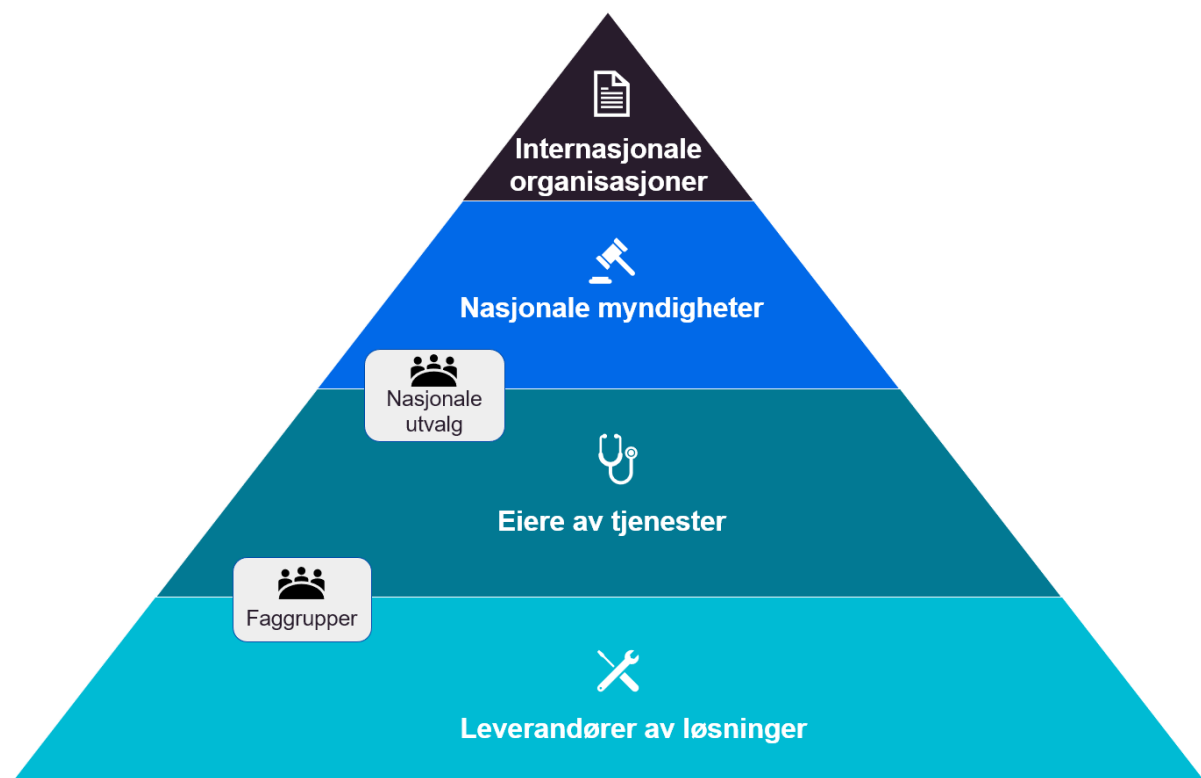 Internasjonale
organisasjoner
Nasjonale myndigheter
Nasjonale
utvalg
Eiere av tjenester
Faggrupper
Leverandører av løsninger